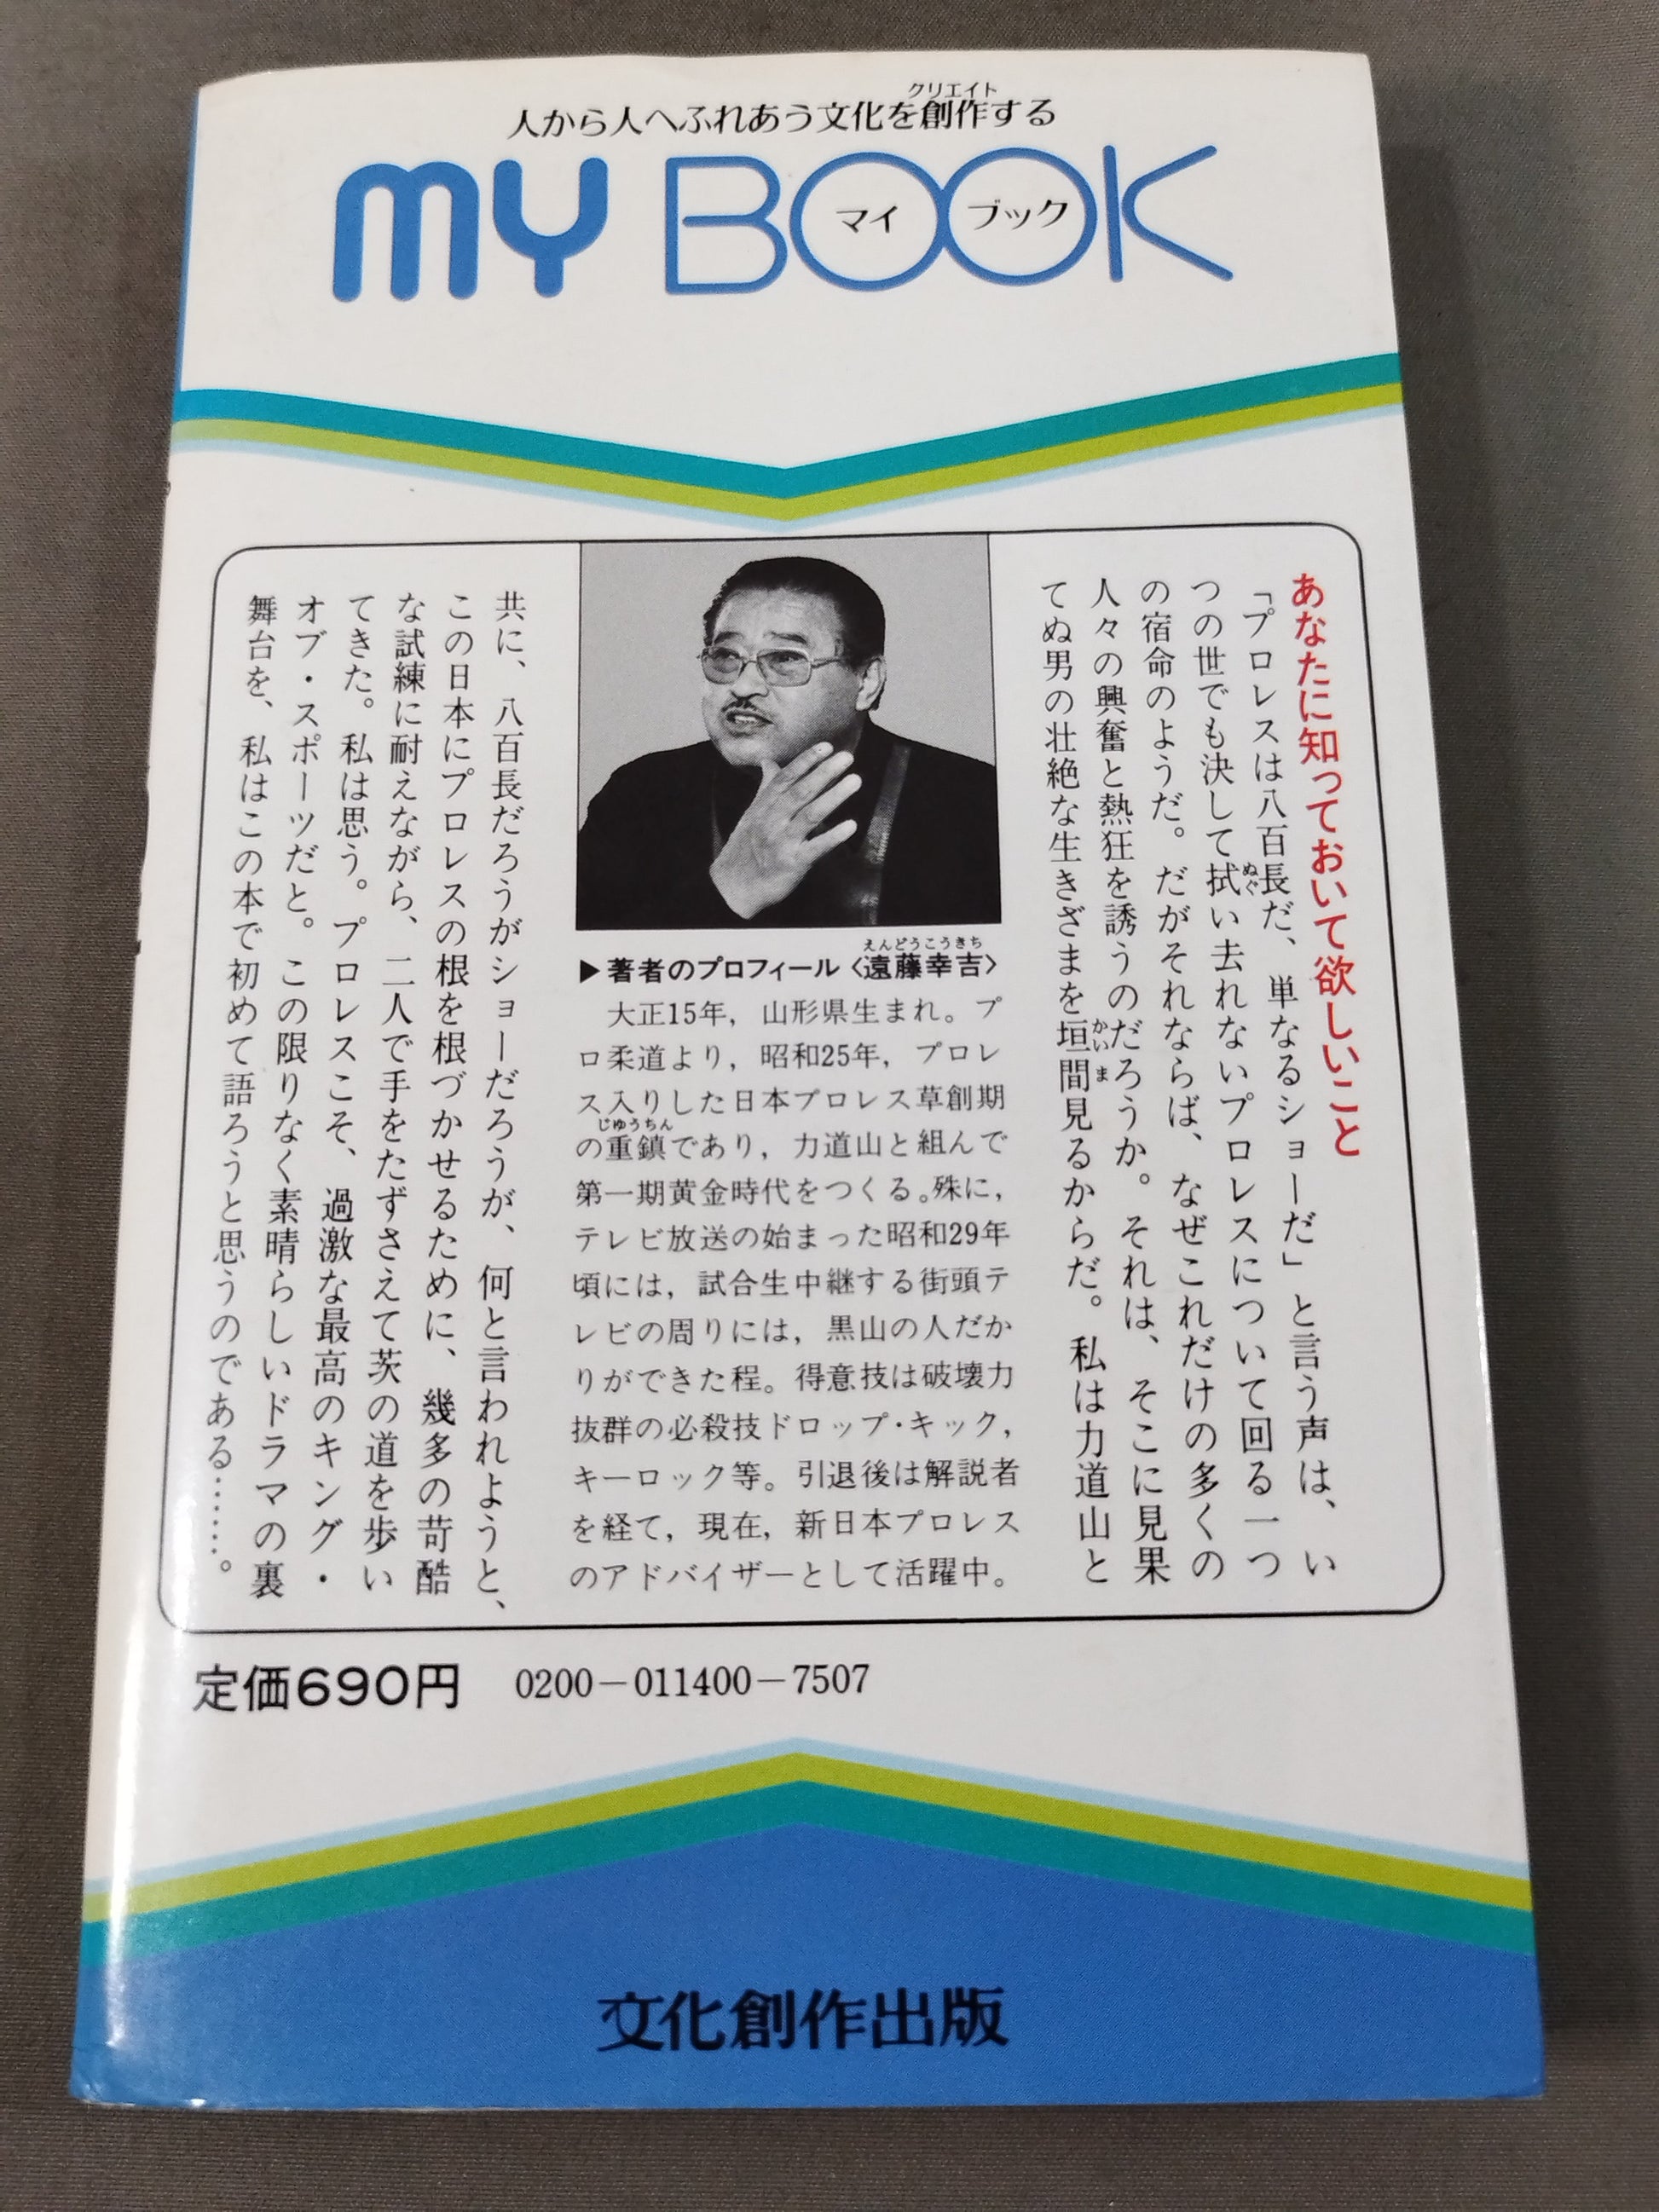 人から人へふれあう文化を創作する
クリエイト
MY BOOK
マイ ブック
あなたに知っておいて欲しいこと
「プロレスは八百長だ、単なるショーだ」と言う声は、い
つの世でも決して拭い去れないプロレスについて回る一つ
ぬぐ
の宿命のようだ。だがそれならば、なぜこれだけの多くの
人々の興奮と熱狂を誘うのだろうか。それは、そこに見果
てぬ男の壮絶な生きざまを垣間見るからだ。私は力道山と
かいま
共に、八百長だろうがショーだろうが、何と言われようと、
この日本にプロレスの根を根づかせるために、幾多の苛酷
な試練に耐えながら、二人で手をたずさえて茨の道を歩い
てきた。私は思う。プロレスこそ、過激な最高のキング・
オブ・スポーツだと。この限りなく素晴らしいドラマの裏
舞台を、私はこの本で初めて語ろうと思うのである……。
▶著者のプロフィール〈遠藤幸吉〉
えんどうこうきち
大正15年，山形県生まれ。プ
ロ柔道より，昭和25年，プロレ
ス入りした日本プロレス草創期
の重鎮であり，力道山と組んで
じゅうちん
第一期黄金時代をつくる。殊に，
テレビ放送の始まった昭和29年
頃には，試合生中継する街頭テ
レビの周りには，黒山の人だか
りができた程。得意技は破壊力
抜群の必殺技ドロップ・キック，
キーロック等。引退後は解説者
を経て，現在，新日本プロレス
のアドバイザーとして活躍中。
定価690円 0200－011400－7507
文化創作出版